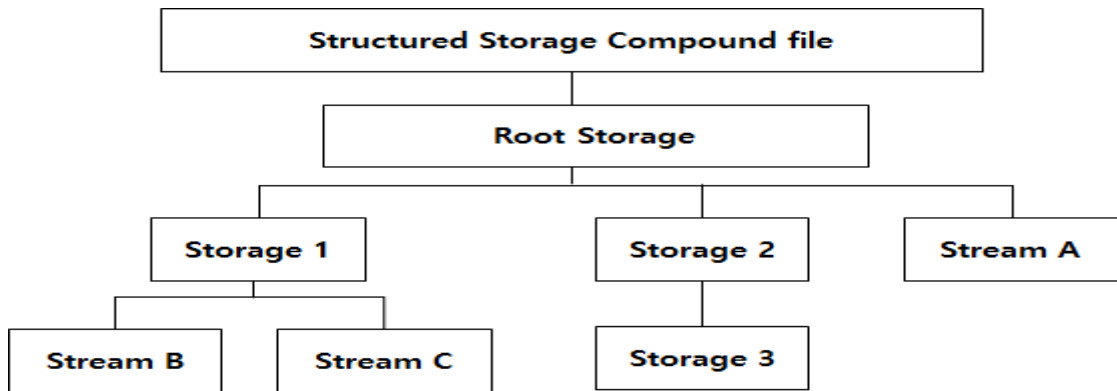 Structured Storage Compound file
Root Storage
Storage 1
Storage 2
Stream A
Stream B
Stream C
Storage 3